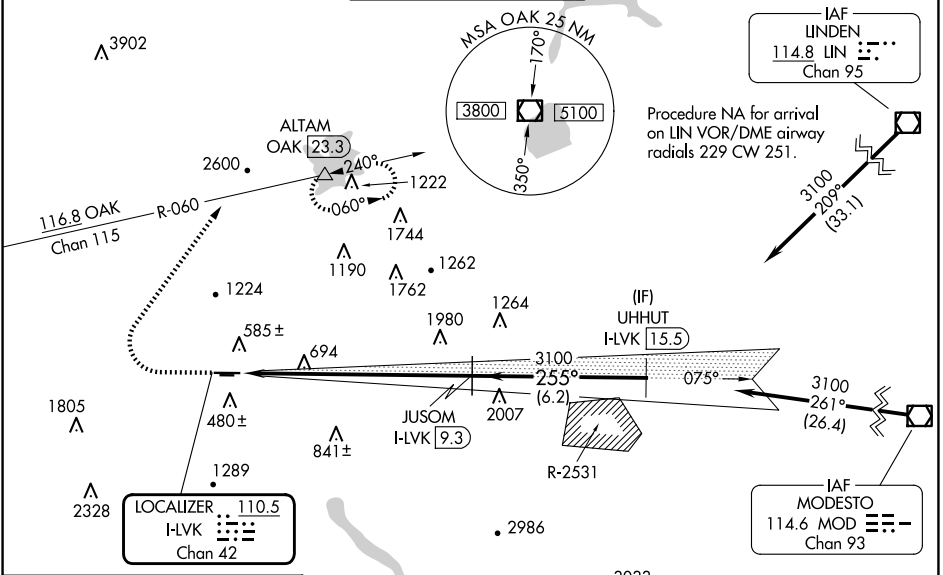 MSA OAK 25 NM
170°
3800
5100
350°
IAF
LINDEN
114.8 LIN
Chan 95
Procedure NA for arrival
on LIN VOR/DME airway
radials 229 CW 251.
3100
209°
(33.1)
3902
ALTAM
OAK 23.3
2600
240°
1222
060°
116.8 OAK
R-060
Chan 115
1744
1190
1762
1262
1224
1264
(IF)
UHHUT
I-LVK 15.5
585±
1980
694
3100
255°
(6.2)
075°
3100
261°
(26.4)
JUSOM
I-LVK 9.3
2007
1805
480±
841±
R-2531
1289
2328
LOCALIZER 110.5
I-LVK
Chan 42
2986
IAF
MODESTO
114.6 MOD
Chan 93